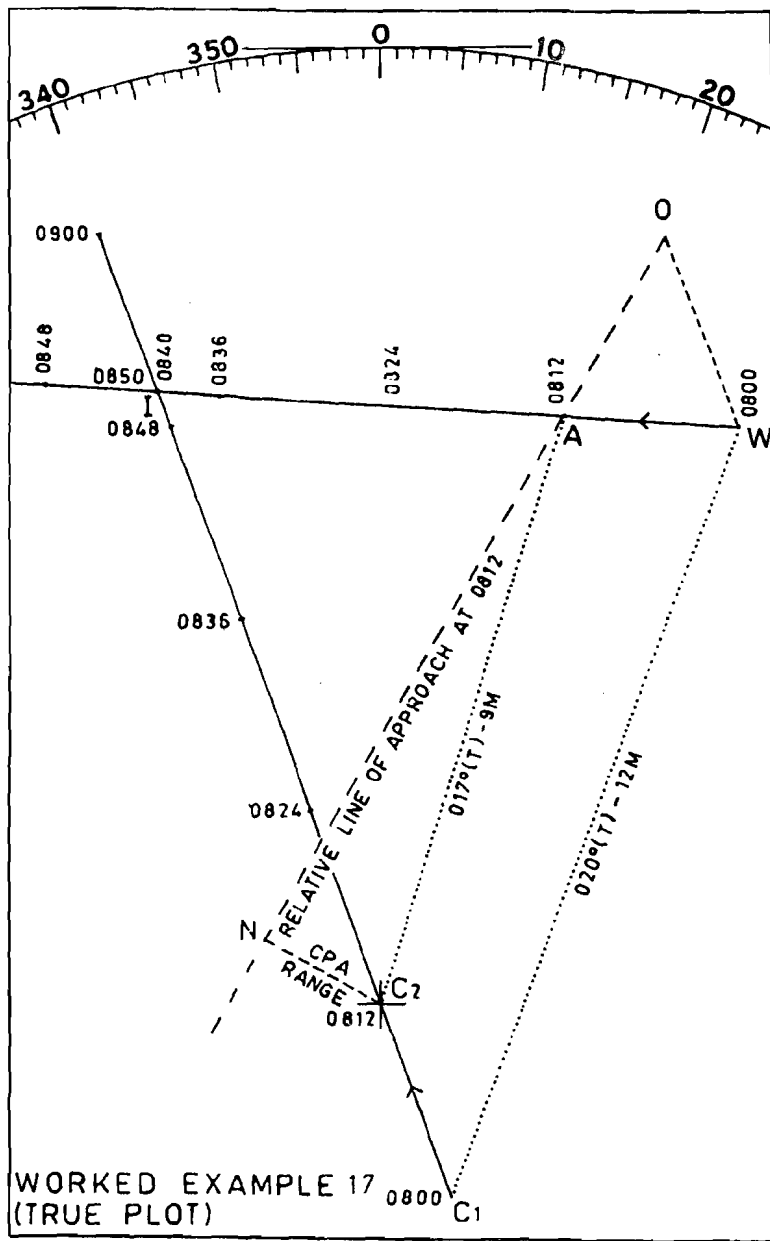 340
350
0
10
20
O
0900
0848
0850
0840
0836
0324
0812
0800
I
0848
A
W
0836
RELATIVE LINE OF APPROACH AT 0812
017°(T)-9M
020°(T)-12M
0824
N
CPA
RANGE
C2
0812
WORKED EXAMPLE 17
(TRUE PLOT)
0800
C1